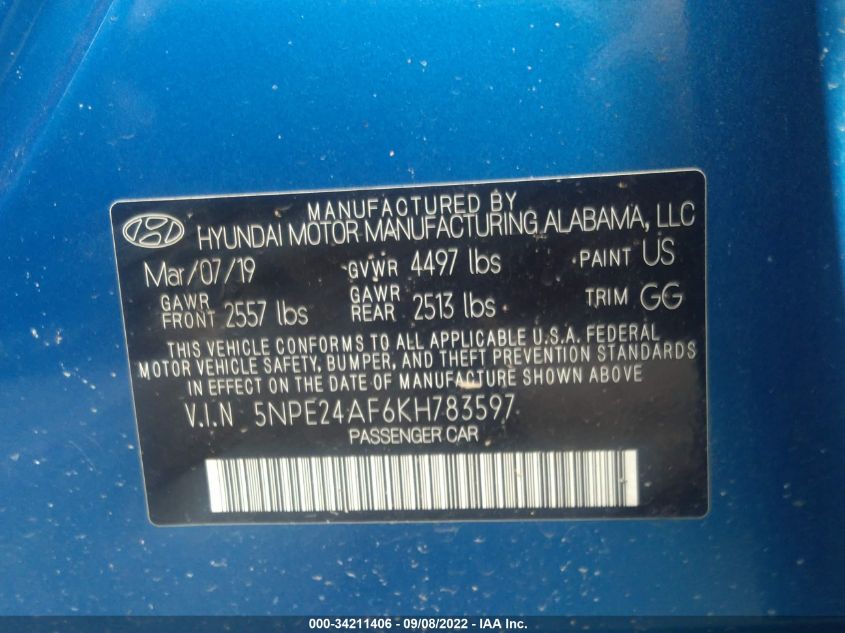 MANUFACTURED BY
HYUNDAI MOTOR MANUFACTURING ALABAMA, LLC
Mar/07/19 GVWR 4497 lbs PAINT US
GAWR FRONT 2557 lbs GAWR REAR 2513 lbs TRIM GG
THIS VEHICLE CONFORMS TO ALL APPLICABLE U.S.A. FEDERAL
MOTOR VEHICLE SAFETY, BUMPER, AND THEFT PREVENTION STANDARDS
IN EFFECT ON THE DATE OF MANUFACTURE SHOWN ABOVE
V.I.N 5NPE24AF6KH783597
PASSENGER CAR
000-34211406 - 09/08/2022 - IAA Inc.